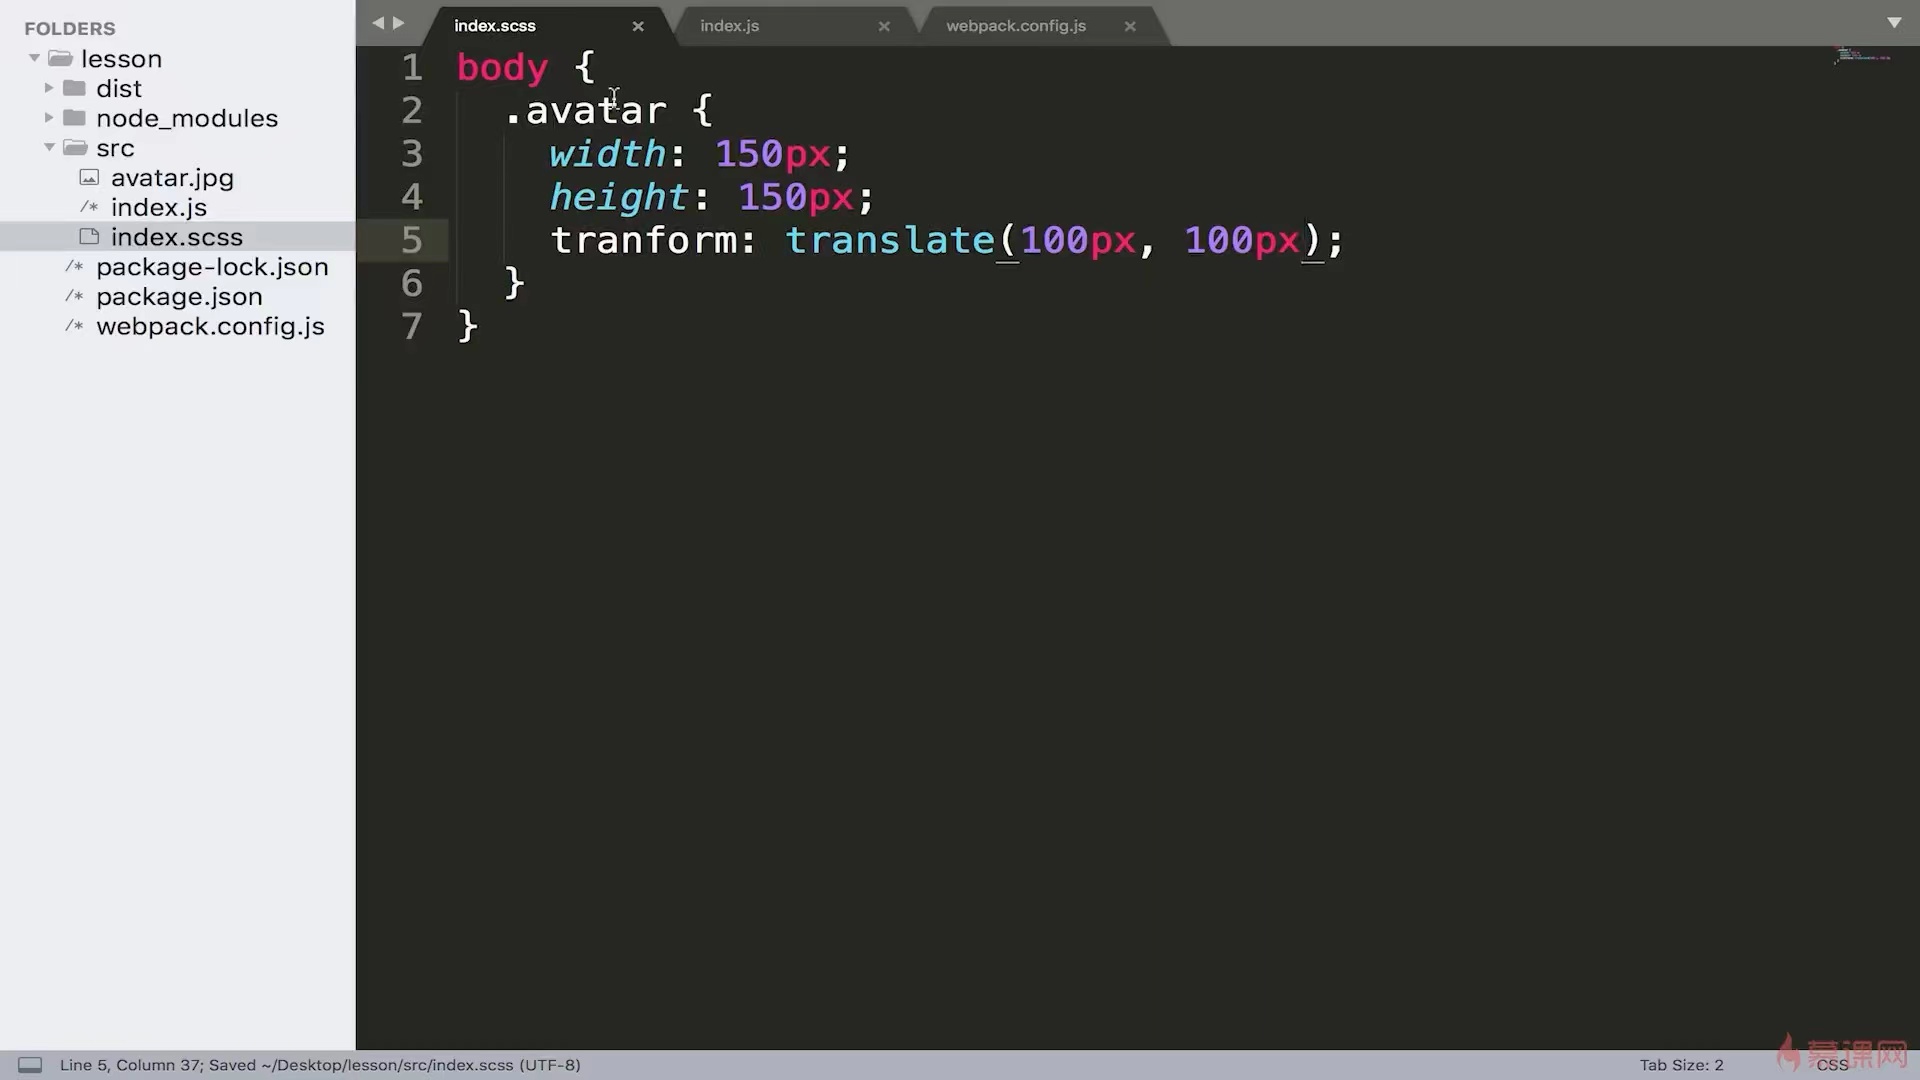 FOLDERS
lesson
dist
node_modules
src
avatar.jpg
/* index.js
index.scss
/* package-lock.json
/* package.json
/* webpack.config.js
index.scss
index.js
webpack.config.js
1 body {
2 .avatar {
3 width: 150px;
4 height: 150px;
5 tranform: translate(100px, 100px);
6 }
7 }
Line 5, Column 37; Saved ~/Desktop/lesson/src/index.scss (UTF-8)
Tab Size: 2
CSS
慕课网